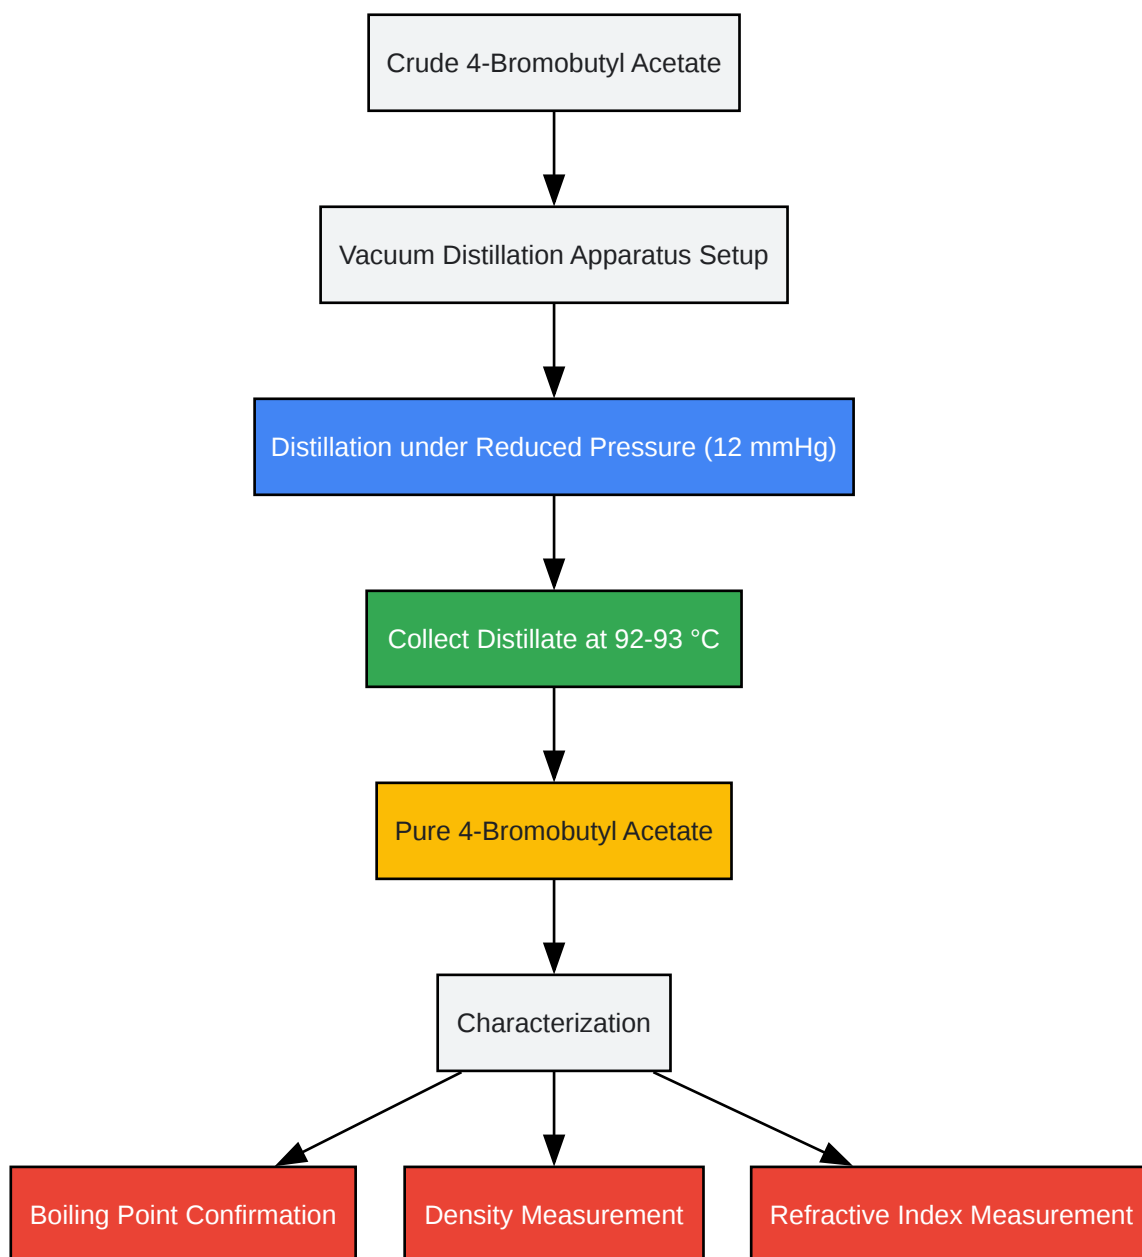 Crude 4-Bromobutyl Acetate
Vacuum Distillation Apparatus Setup
Distillation under Reduced Pressure (12 mmHg)
Collect Distillate at 92-93 °C
Pure 4-Bromobutyl Acetate
Characterization
Boiling Point Confirmation
Density Measurement
Refractive Index Measurement